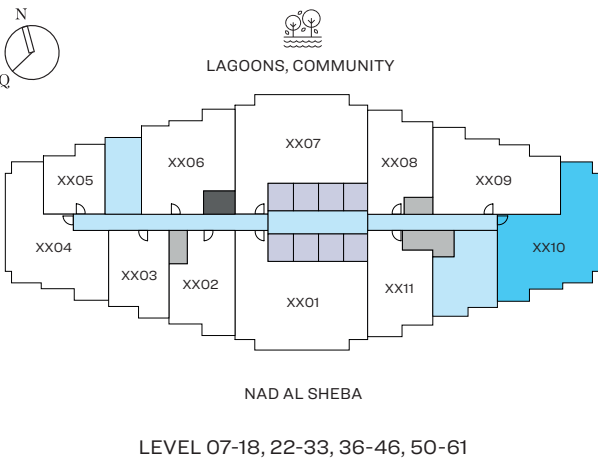 N
Q
LAGOONS, COMMUNITY
XX07
XX06
XX08
XX05
XX09
XX04
XX10
XX03
XX02
XX11
XX01
NAD AL SHEBA
LEVEL 07-18, 22-33, 36-46, 50-61